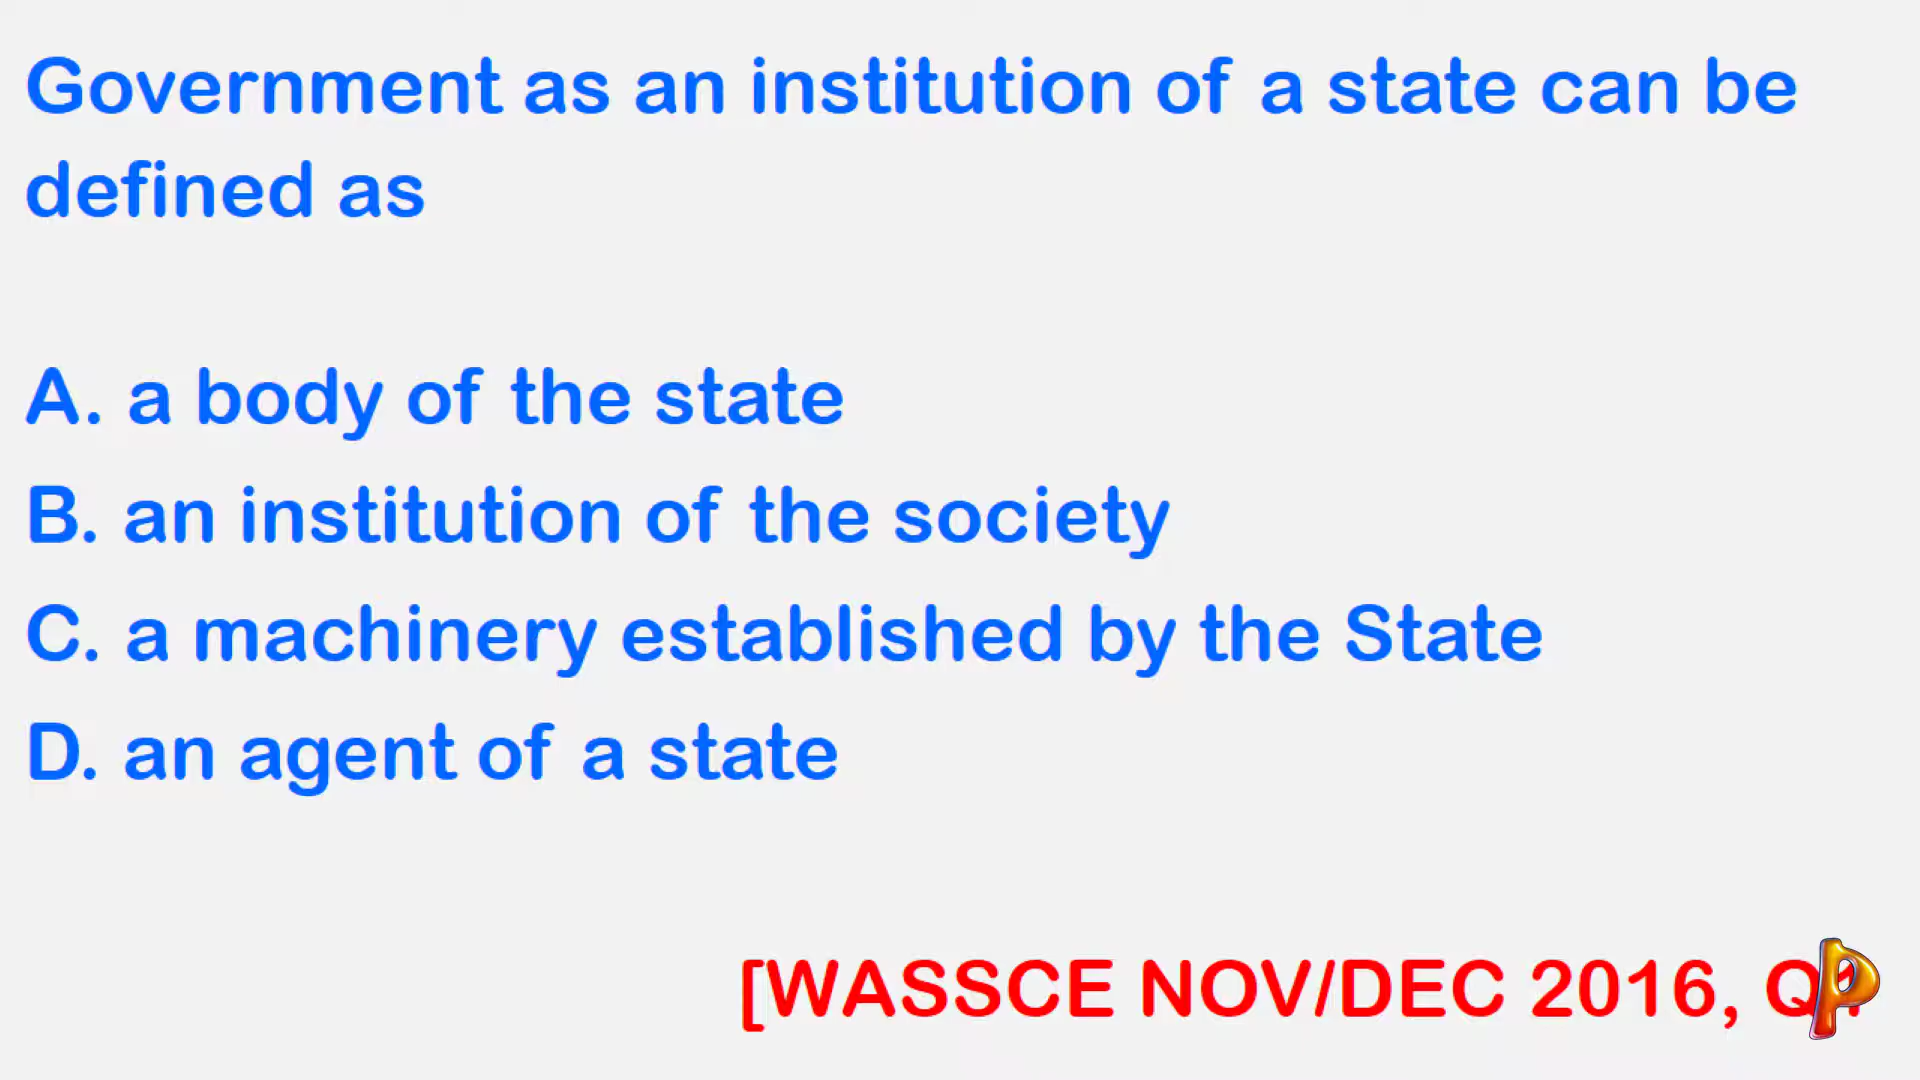 Government as an institution of a state can be
defined as
A. a body of the state
B. an institution of the society
C. a machinery established by the State
D. an agent of a state
[WASSCE NOV/DEC 2016,
P